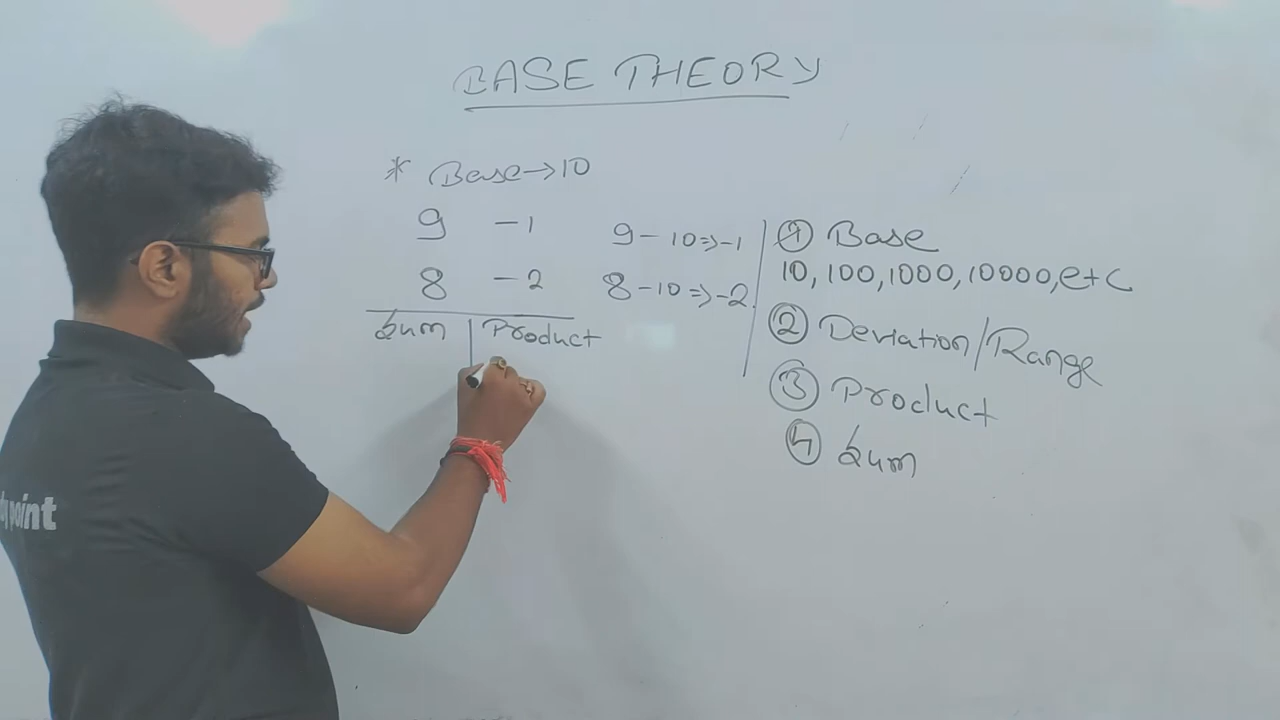 BASE THEORY
* Base→10
9 -1 9-10⇒-1
8 -2 8-10⇒-2
Sum | Product
① Base
10, 100, 1000, 10000, etc
② Deviation/Range
③ Product
④ Sum
point